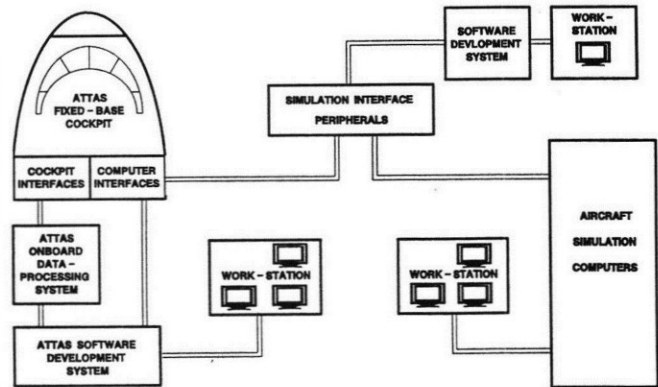 SOFTWARE
DEVLOPMENT
SYSTEM
WORK-
STATION
ATTAS
FIXED-BASE
COCKPIT
SIMULATION INTERFACE
PERIPHERALS
COCKPIT
INTERFACES
COMPUTER
INTERFACES
ATTAS
ONBOARD
DATA-
PROCESSING
SYSTEM
WORK-STATION
WORK-STATION
AIRCRAFT
SIMULATION
COMPUTERS
ATTAS SOFTWARE
DEVELOPMENT
SYSTEM